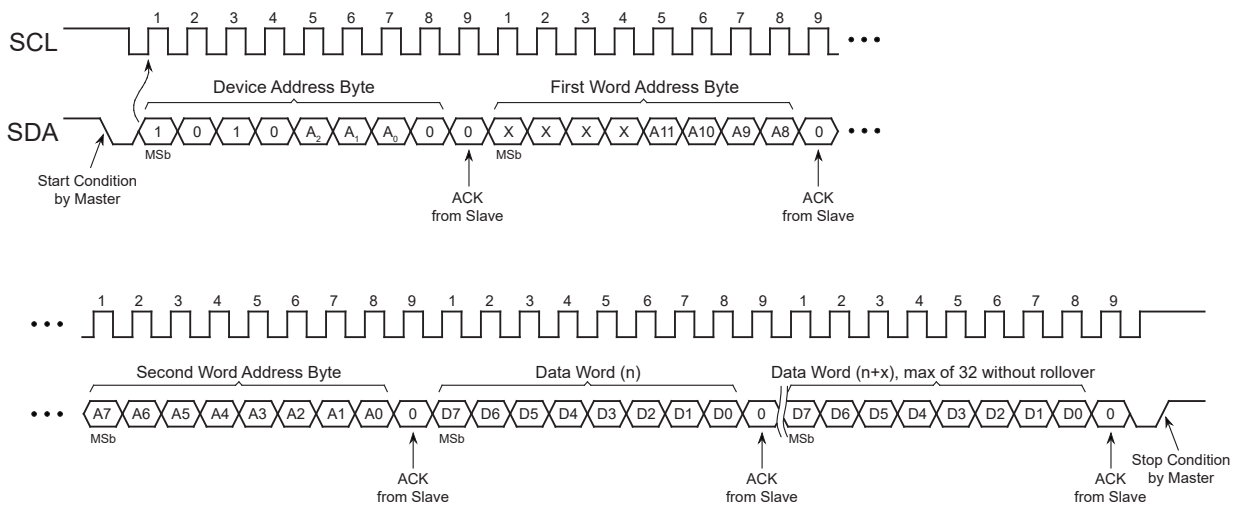 1 2 3 4 5 6 7 8 9 1 2 3 4 5 6 7 8 9
SCL •••
Device Address Byte First Word Address Byte
SDA 1 0 1 0 A₂ A₁ A₀ 0 0 X X X X A11 A10 A9 A8 0 •••
MSb MSb
Start Condition
by Master
ACK
from Slave
ACK
from Slave
1 2 3 4 5 6 7 8 9 1 2 3 4 5 6 7 8 9 1 2 3 4 5 6 7 8 9
•••
Second Word Address Byte Data Word (n) Data Word (n+x), max of 32 without rollover
••• A7 A6 A5 A4 A3 A2 A1 A0 0 D7 D6 D5 D4 D3 D2 D1 D0 0 D7 D6 D5 D4 D3 D2 D1 D0 0
MSb MSb MSb
ACK
from Slave
ACK
from Slave
ACK
from Slave
Stop Condition
by Master